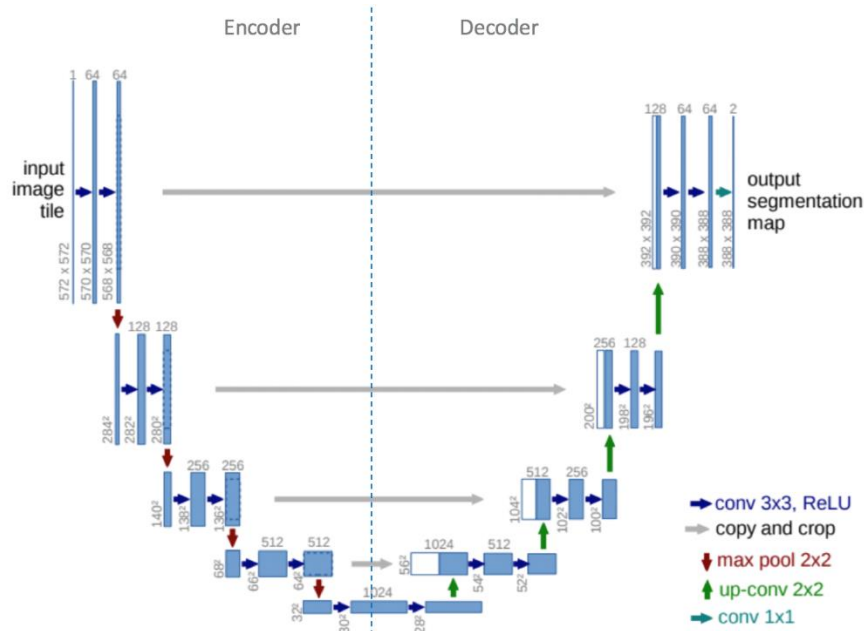 Encoder
Decoder
1 64 64
input
image
tile
572 x 572
570 x 570
568 x 568
128 64 64 2
output
segmentation
map
392 x 392
390 x 390
388 x 388
388 x 388
128 128
284²
282²
280²
256 128
200²
198²
196²
256 256
140²
138²
136²
512 256
104²
102²
100²
512 512
68²
66²
64²
1024 512
56²
54²
52²
1024
32²
30²
28²
conv 3x3, ReLU
copy and crop
max pool 2x2
up-conv 2x2
conv 1x1